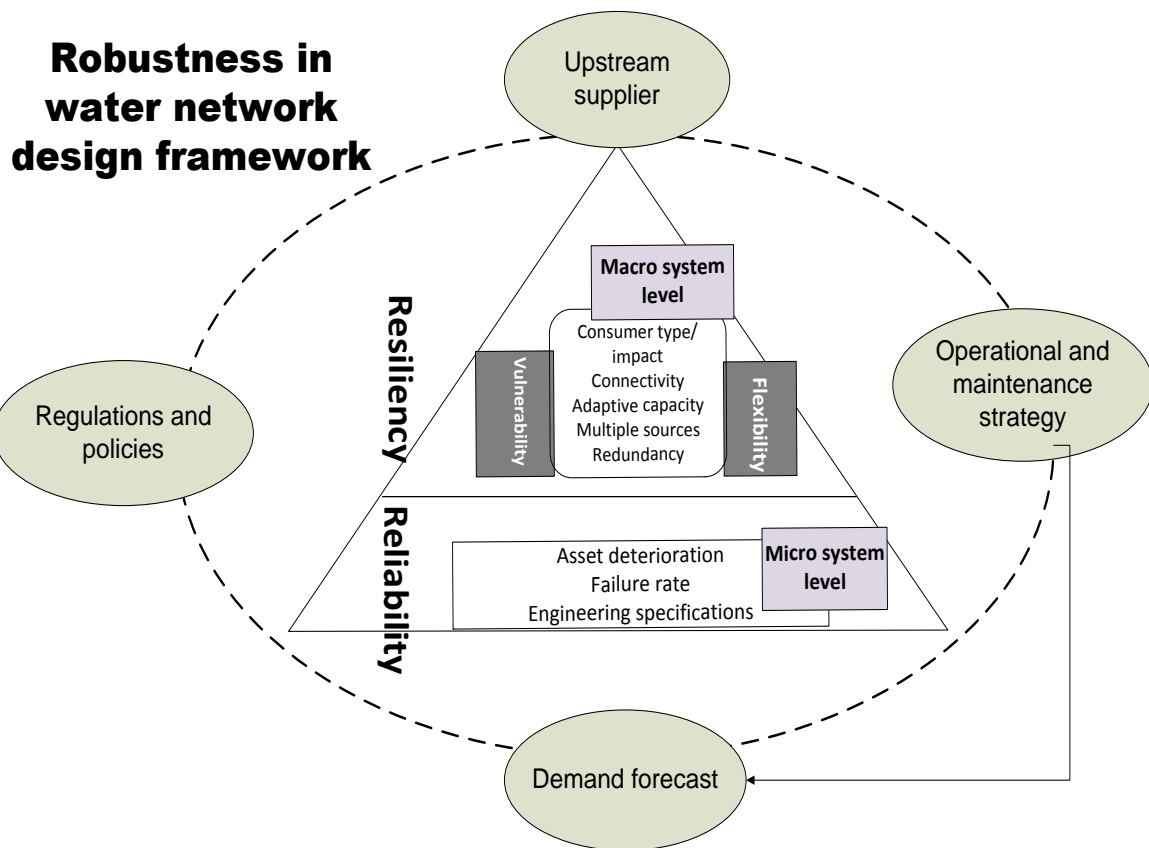 Robustness in
water network
design framework
Upstream
supplier
Macro system
level
Resiliency
Consumer type/
impact
Connectivity
Adaptive capacity
Multiple sources
Redundancy
Vulnerability
Flexibility
Operational and
maintenance
strategy
Regulations and
policies
Reliability
Asset deterioration
Failure rate
Engineering specifications
Micro system
level
Demand forecast